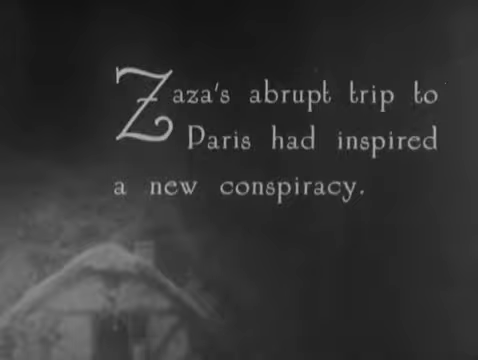 Zaza's abrupt trip to
Paris had inspired
a new conspiracy.